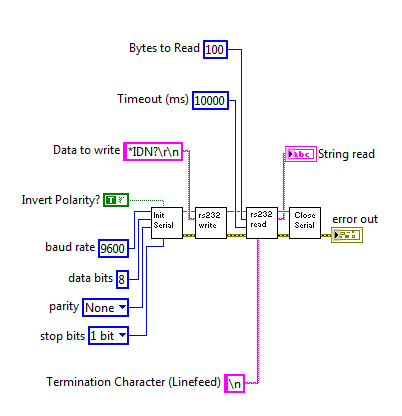 Bytes to Read 100
Timeout (ms) 10000
Data to write *IDN?\r\n
abc String read
Invert Polarity? T
Init Serial
rs232 write
rs232 read
Close Serial
error out
baud rate 9600
data bits 8
parity None
stop bits 1 bit
Termination Character (Linefeed) \n